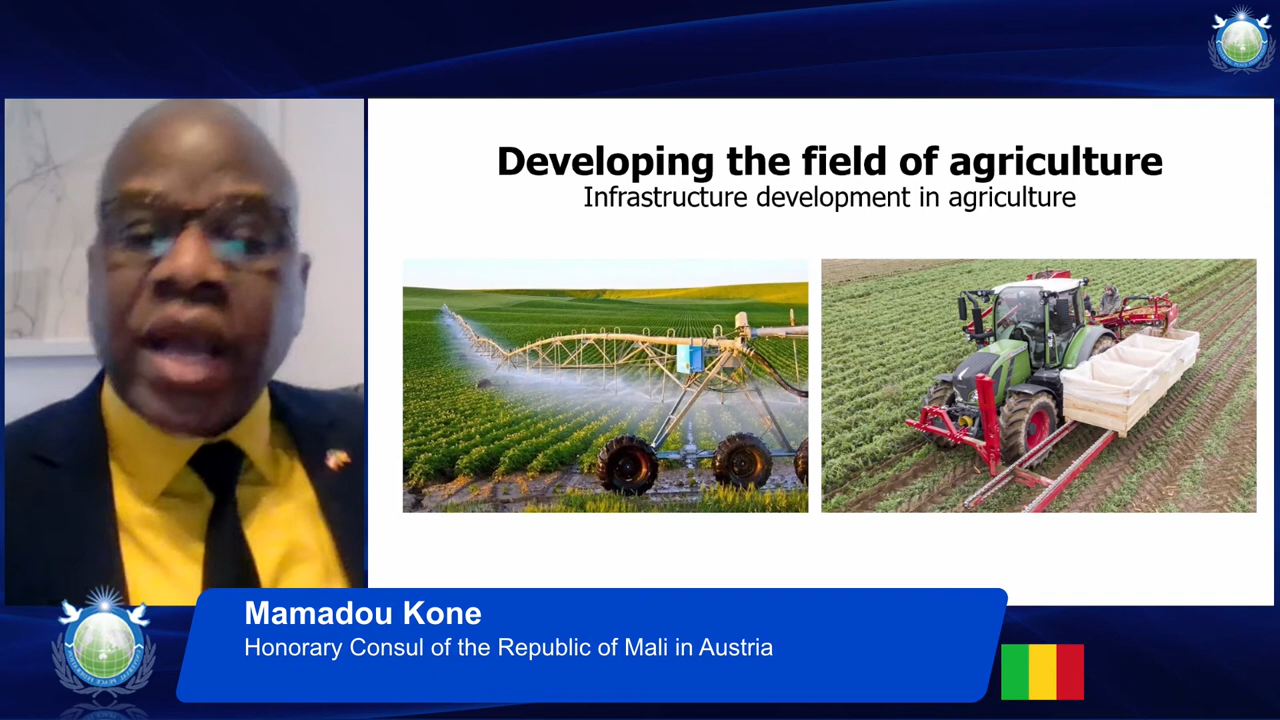 Developing the field of agriculture
Infrastructure development in agriculture
Mamadou Kone
Honorary Consul of the Republic of Mali in Austria